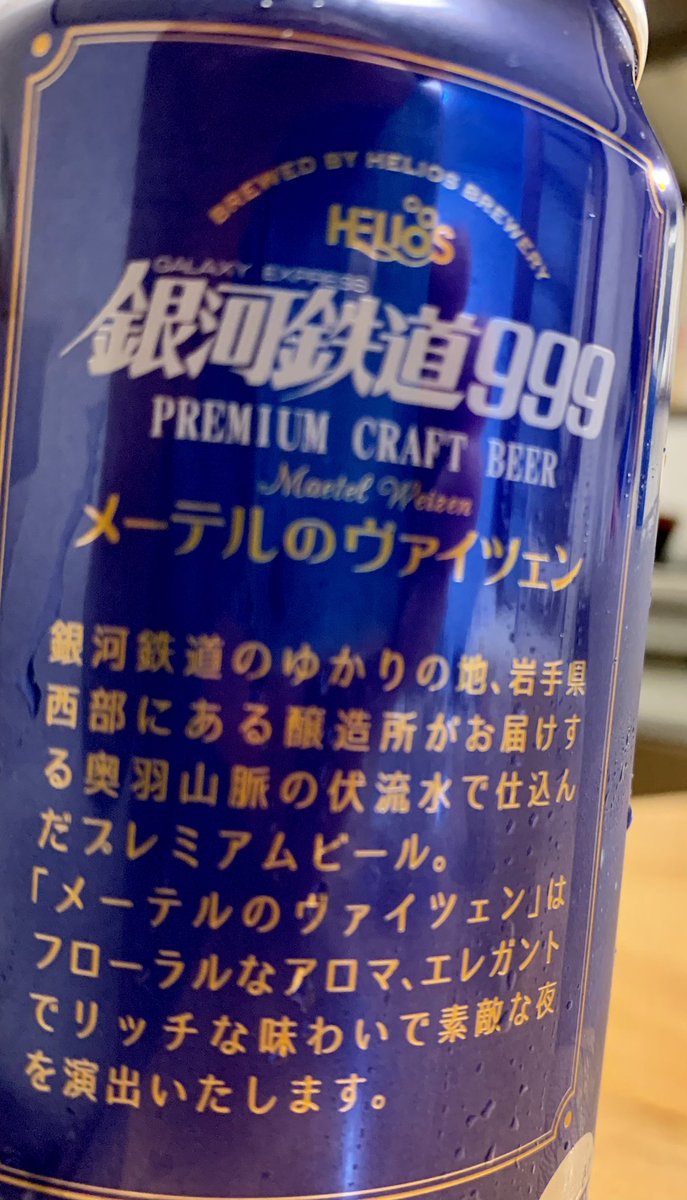 BREWED BY HELIOS BREWERY
HELIOS
GALAXY EXPRESS
銀河鉄道999
PREMIUM CRAFT BEER
Maetel Weizen
メーテルのヴァイツェン
銀河鉄道のゆかりの地、岩手県
西部にある醸造所がお届けす
る奥羽山脈の伏流水で仕込ん
だプレミアムビール。
「メーテルのヴァイツェン」は
フローラルなアロマ、エレガント
でリッチな味わいで素敵な夜
を演出いたします。